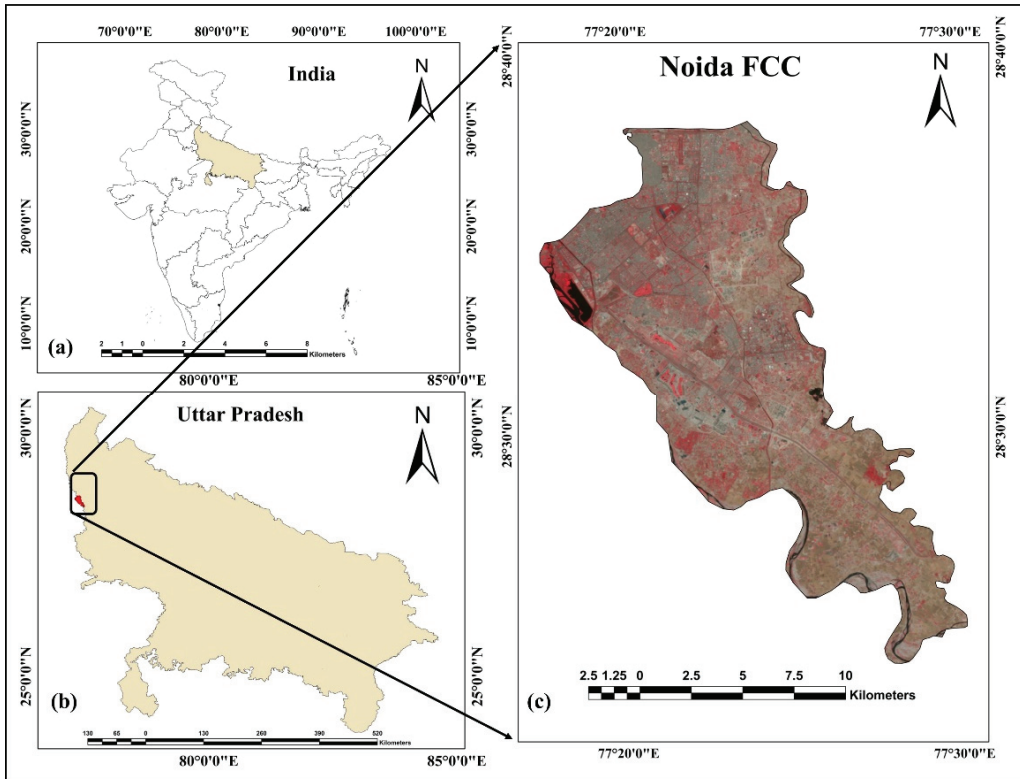 70°0'0"E 80°0'0"E 90°0'0"E 100°0'0"E
India
N
30°0'0"N 20°0'0"N 10°0'0"N
30°0'0"N 20°0'0"N 10°0'0"N
(a)
2 1 0 2 4 6 8
Kilometers
80°0'0"E 85°0'0"E
Uttar Pradesh
N
30°0'0"N 25°0'0"N
30°0'0"N 25°0'0"N
(b)
130 65 0 130 260 390 520
Kilometers
80°0'0"E 85°0'0"E
77°20'0"E 77°30'0"E
Noida FCC
N
28°40'0"N 28°30'0"N
28°40'0"N 28°30'0"N
2.5 1.25 0 2.5 5 7.5 10
Kilometers
(c)
77°20'0"E 77°30'0"E